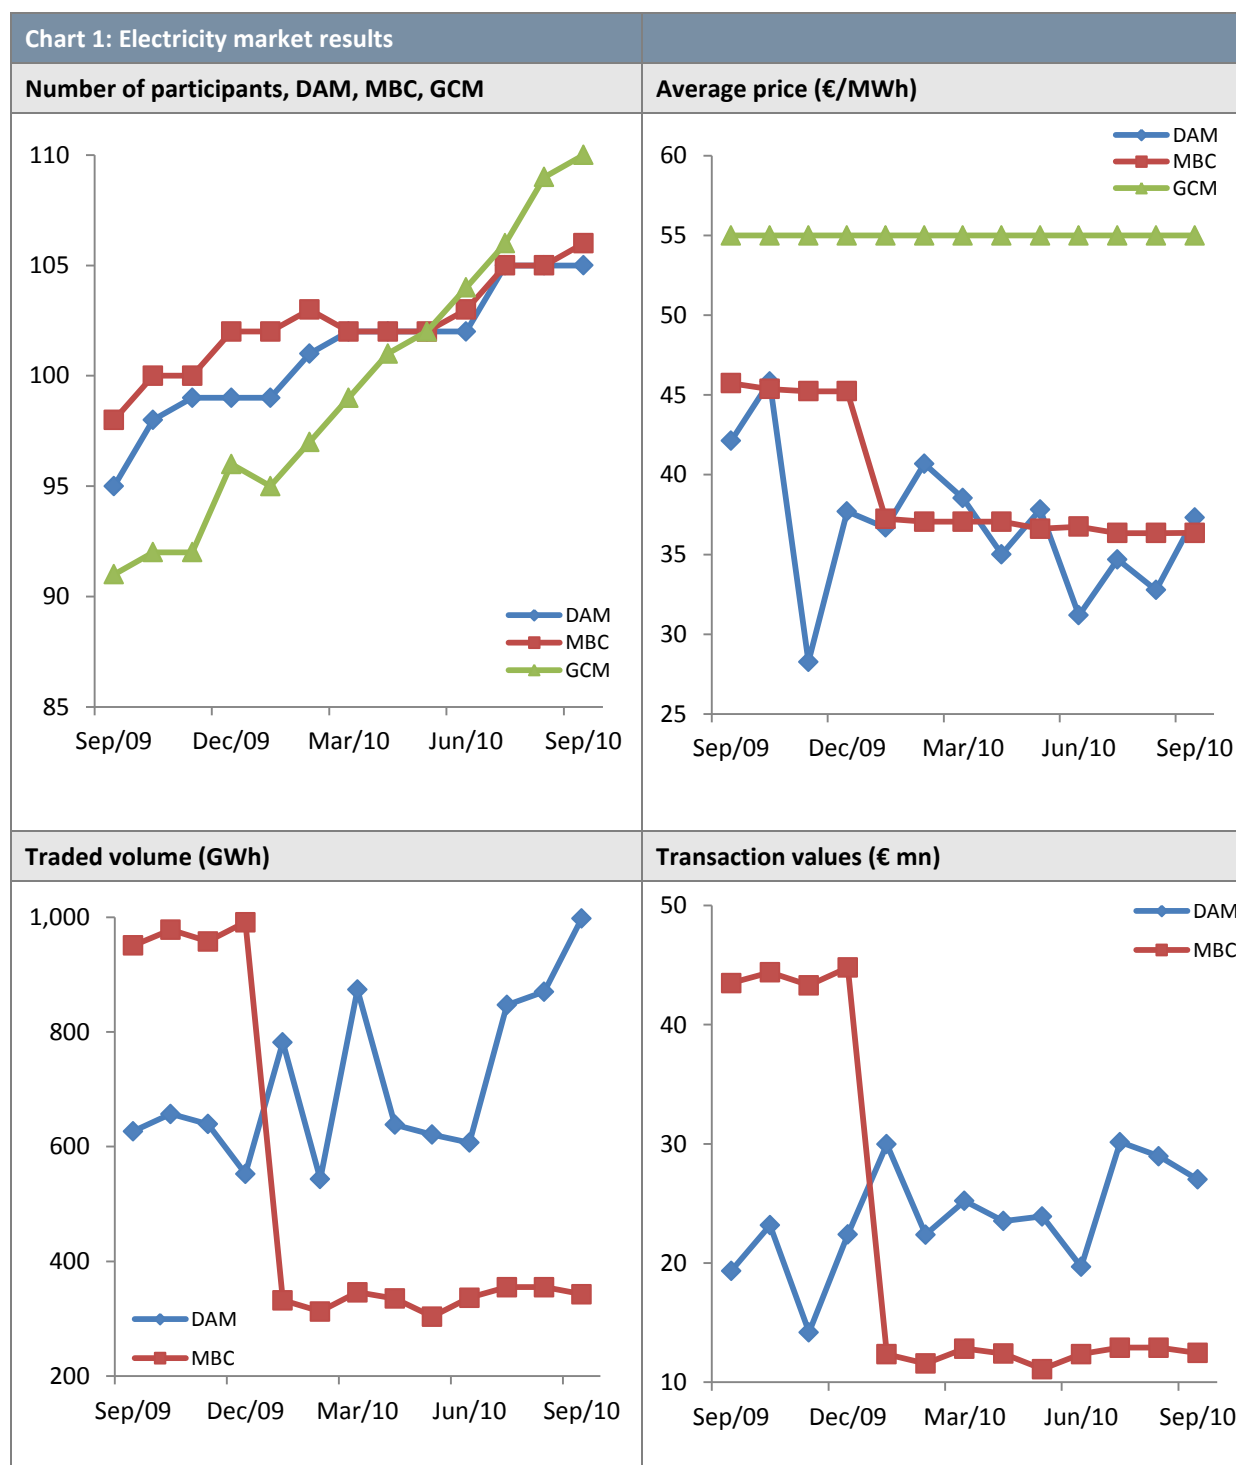 Chart 1: Electricity market results
Number of participants, DAM, MBC, GCM
110
105
100
95
90
85
Sep/09 Dec/09 Mar/10 Jun/10 Sep/10
DAM
MBC
GCM
Average price (€/MWh)
60
55
50
45
40
35
30
25
Sep/09 Dec/09 Mar/10 Jun/10 Sep/10
DAM
MBC
GCM
Traded volume (GWh)
1,000
800
600
400
200
Sep/09 Dec/09 Mar/10 Jun/10 Sep/10
DAM
MBC
Transaction values (€ mn)
50
40
30
20
10
Sep/09 Dec/09 Mar/10 Jun/10 Sep/10
DAM
MBC